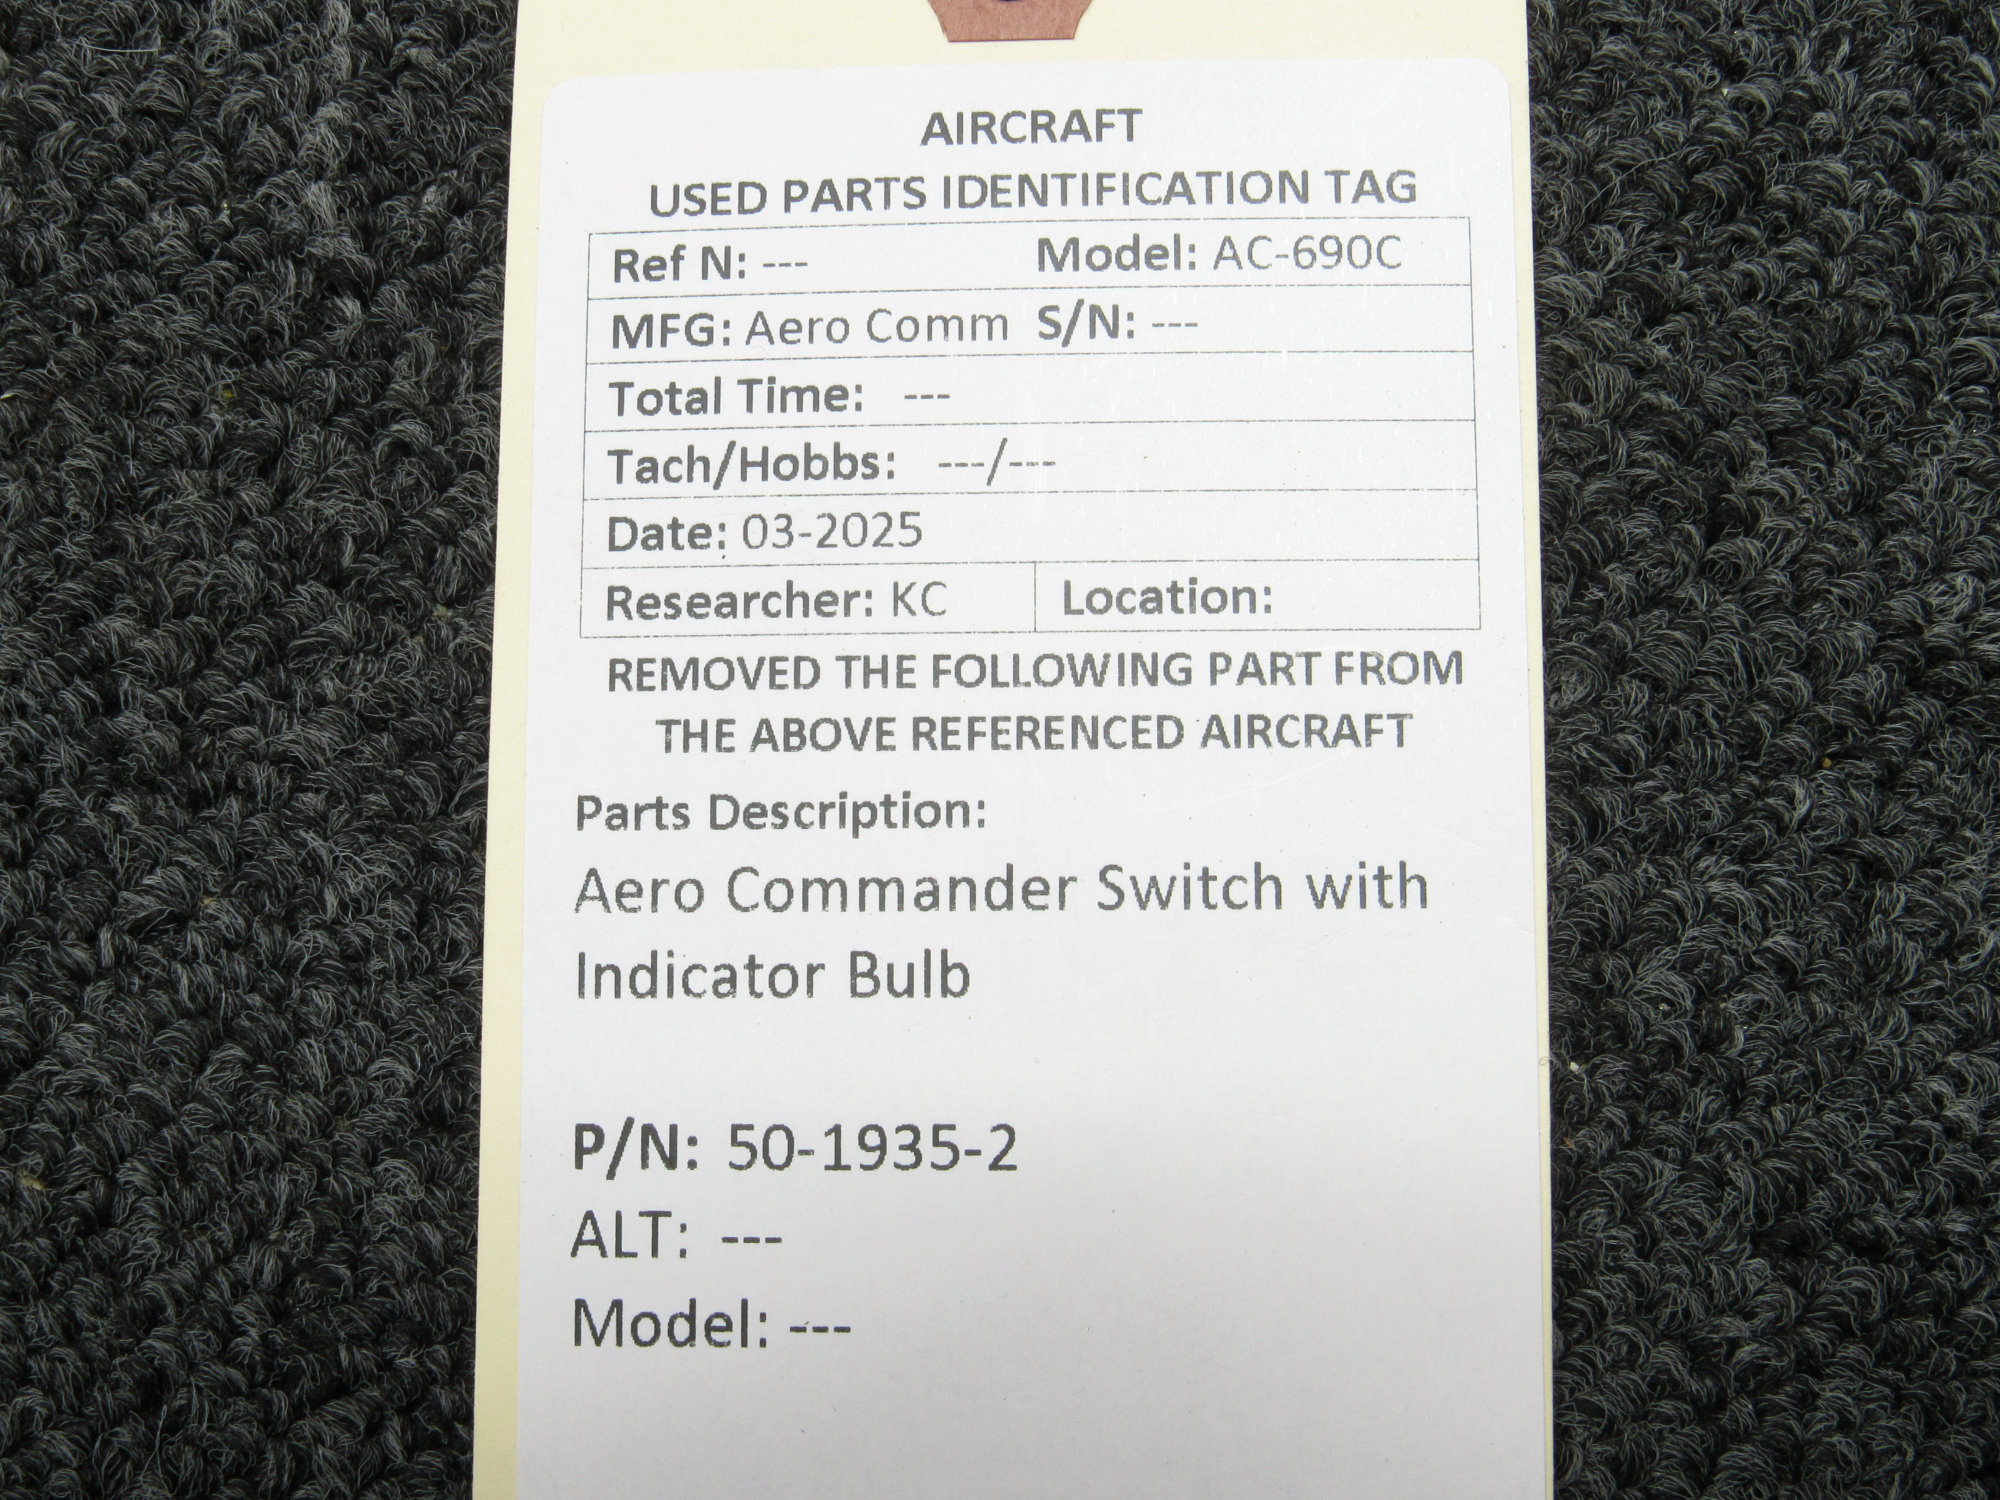 AIRCRAFT
USED PARTS IDENTIFICATION TAG
Ref N: --- Model: AC-690C
MFG: Aero Comm S/N: ---
Total Time: ---
Tach/Hobbs: ---/---
Date: 03-2025
Researcher: KC Location:
REMOVED THE FOLLOWING PART FROM
THE ABOVE REFERENCED AIRCRAFT
Parts Description:
Aero Commander Switch with
Indicator Bulb
P/N: 50-1935-2
ALT: ---
Model: ---